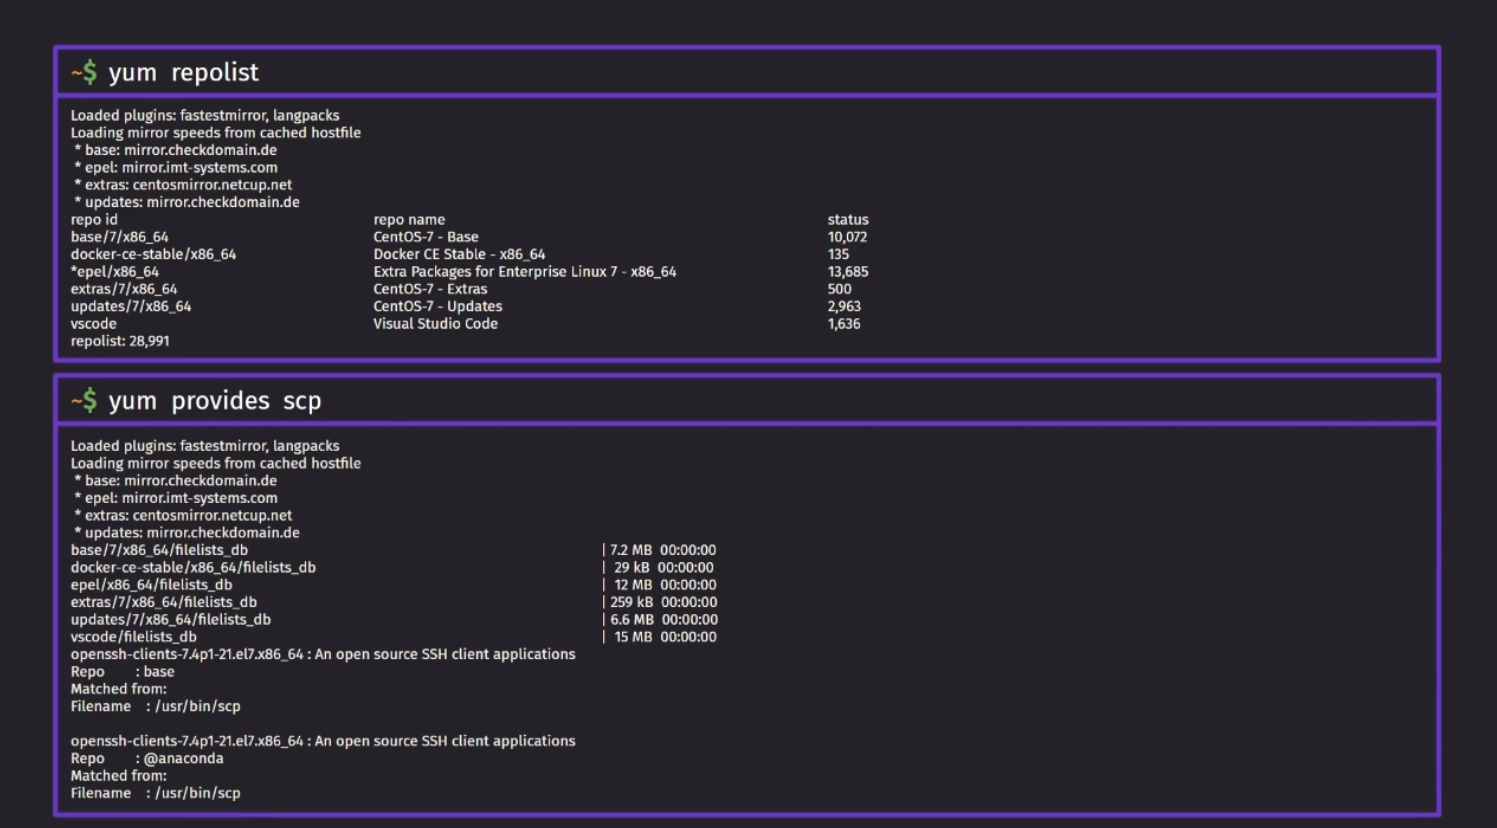 ~$ yum repolist
Loaded plugins: fastestmirror, langpacks
Loading mirror speeds from cached hostfile
* base: mirror.checkdomain.de
* epel: mirror.imt-systems.com
* extras: centosmirror.netcup.net
* updates: mirror.checkdomain.de
repo id repo name status
base/7/x86_64 CentOS-7 - Base 10,072
docker-ce-stable/x86_64 Docker CE Stable - x86_64 135
*epel/x86_64 Extra Packages for Enterprise Linux 7 - x86_64 13,685
extras/7/x86_64 CentOS-7 - Extras 500
updates/7/x86_64 CentOS-7 - Updates 2,963
vscode Visual Studio Code 1,636
repolist: 28,991
~$ yum provides scp
Loaded plugins: fastestmirror, langpacks
Loading mirror speeds from cached hostfile
* base: mirror.checkdomain.de
* epel: mirror.imt-systems.com
* extras: centosmirror.netcup.net
* updates: mirror.checkdomain.de
base/7/x86_64/filelists_db | 7.2 MB 00:00:00
docker-ce-stable/x86_64/filelists_db | 29 kB 00:00:00
epel/x86_64/filelists_db | 12 MB 00:00:00
extras/7/x86_64/filelists_db | 259 kB 00:00:00
updates/7/x86_64/filelists_db | 6.6 MB 00:00:00
vscode/filelists_db | 15 MB 00:00:00
openssh-clients-7.4p1-21.el7.x86_64 : An open source SSH client applications
Repo : base
Matched from:
Filename : /usr/bin/scp
openssh-clients-7.4p1-21.el7.x86_64 : An open source SSH client applications
Repo : @anaconda
Matched from:
Filename : /usr/bin/scp